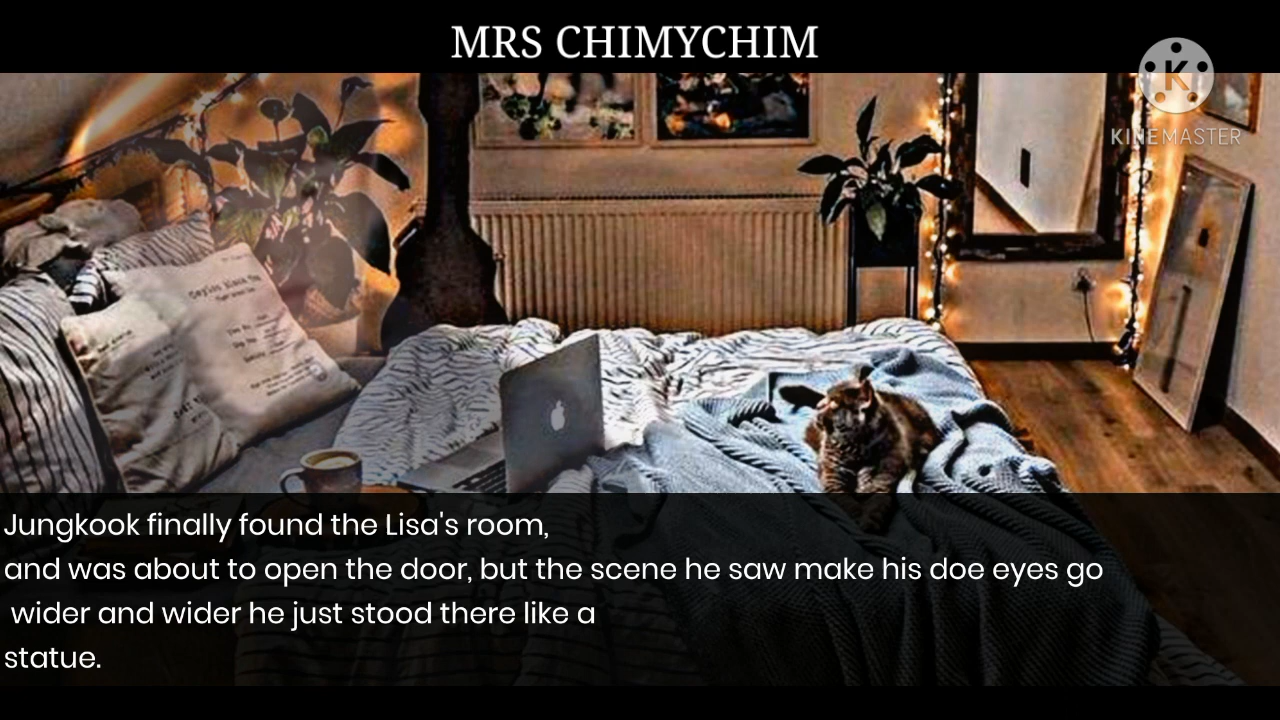 MRS CHIMYCHIM
KINEMASTER
Jungkook finally found the Lisa's room,
and was about to open the door, but the scene he saw make his doe eyes go
wider and wider he just stood there like a
statue.